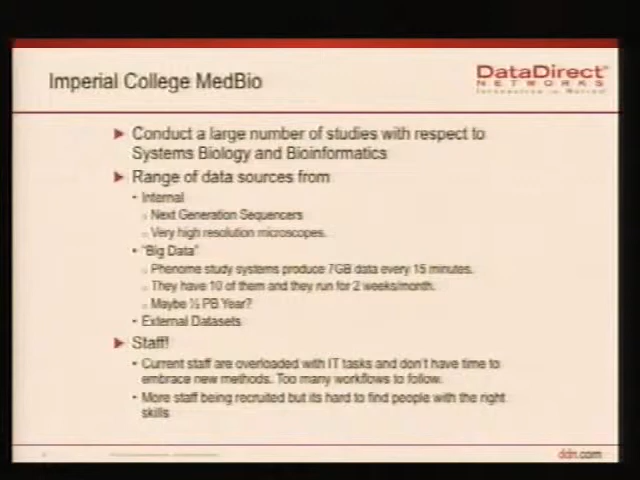 Imperial College MedBio
DataDirect
NETWORKS
Information in Motion
Conduct a large number of studies with respect to
Systems Biology and Bioinformatics
Range of data sources from
Internal
Next Generation Sequencers
Very high resolution microscopes.
"Big Data"
Phenome study systems produce 7GB data every 15 minutes.
They have 10 of them and they run for 2 weeks/month.
Maybe ½ PB Year?
External Datasets
Staff!
Current staff are overloaded with IT tasks and don't have time to
embrace new methods. Too many workflows to follow.
More staff being recruited but its hard to find people with the right
skills
ddn.com